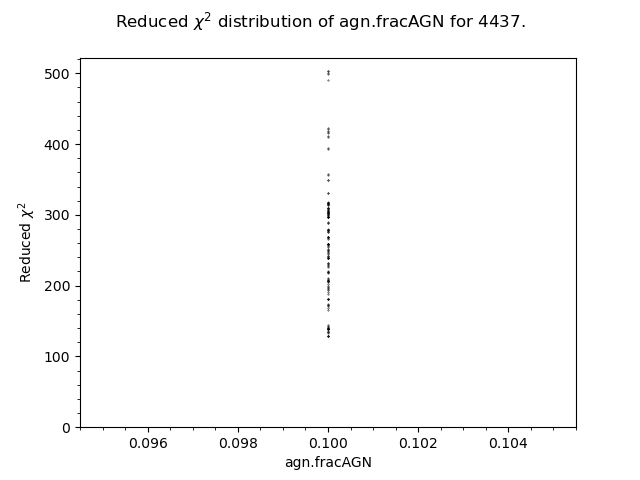 Reduced χ² distribution of agn.fracAGN for 4437.
500
400
300
200
100
0
Reduced χ²
0.096 0.098 0.100 0.102 0.104
agn.fracAGN